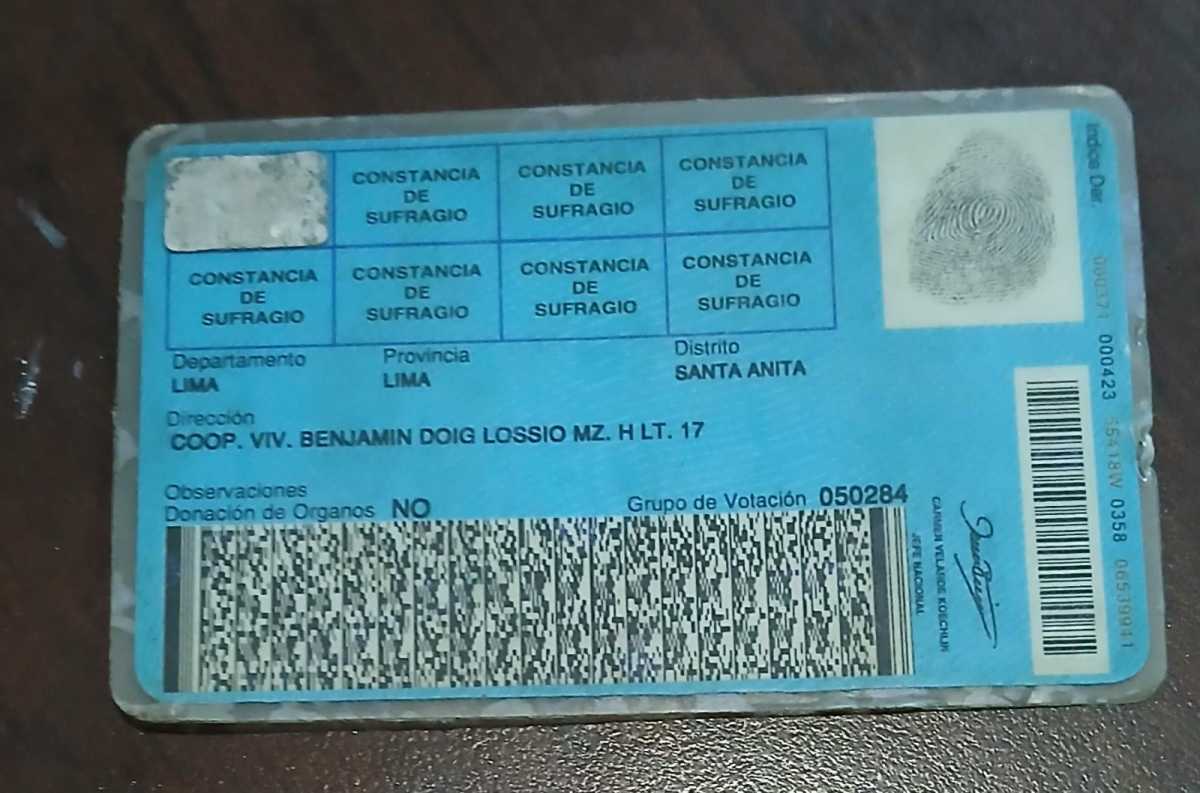 CONSTANCIA
DE
SUFRAGIO
CONSTANCIA
DE
SUFRAGIO
CONSTANCIA
DE
SUFRAGIO
CONSTANCIA
DE
SUFRAGIO
CONSTANCIA
DE
SUFRAGIO
CONSTANCIA
DE
SUFRAGIO
CONSTANCIA
DE
SUFRAGIO
Departamento Provincia Distrito
LIMA LIMA SANTA ANITA
Dirección
COOP. VIV. BENJAMIN DOIG LOSSIO MZ. H LT. 17
Observaciones
Donación de Organos NO Grupo de Votación 050284
CARMEN VELARDE KOECHLIN
JEFE NACIONAL
Indice Der.
000423 0358 0653941